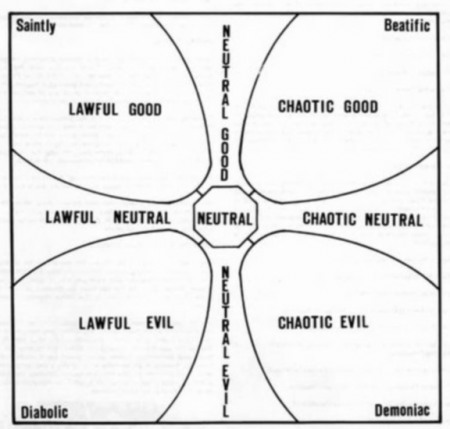 Saintly
Beatific
NEUTRAL GOOD
LAWFUL GOOD
CHAOTIC GOOD
LAWFUL NEUTRAL
NEUTRAL
CHAOTIC NEUTRAL
NEUTRAL EVIL
LAWFUL EVIL
CHAOTIC EVIL
Diabolic
Demoniac